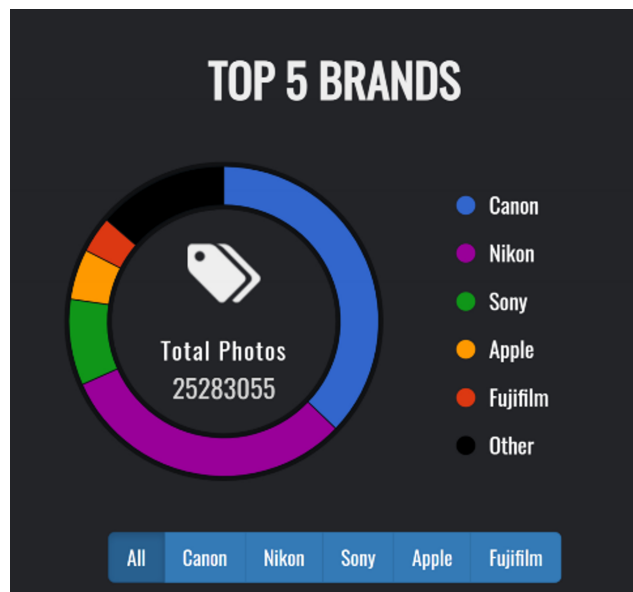 TOP 5 BRANDS
Canon
Nikon
Sony
Apple
Fujifilm
Other
Total Photos
25283055
All Canon Nikon Sony Apple Fujifilm